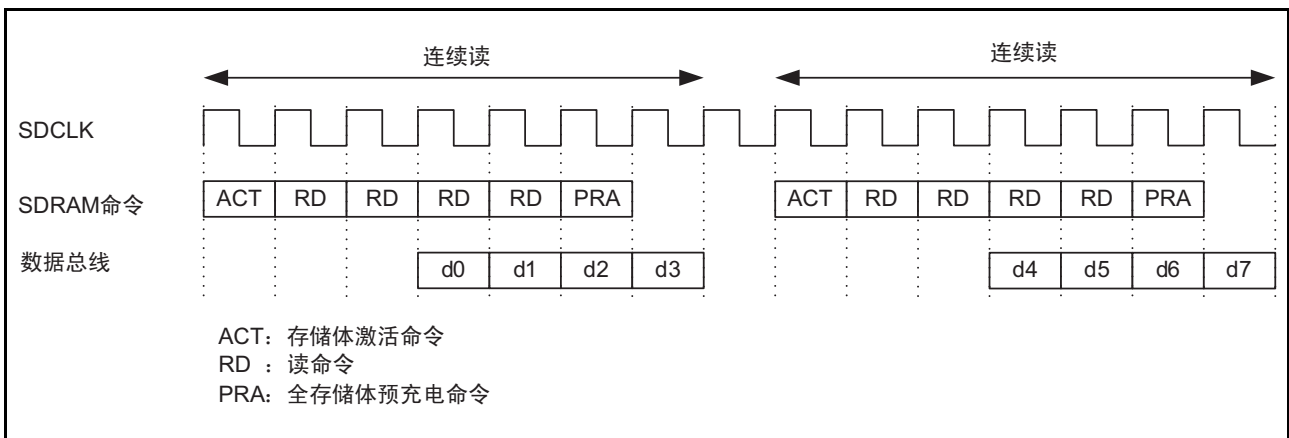 连续读 连续读
SDCLK
SDRAM命令 ACT RD RD RD RD PRA ACT RD RD RD RD PRA
数据总线 d0 d1 d2 d3 d4 d5 d6 d7
ACT：存储体激活命令
RD ：读命令
PRA：全存储体预充电命令